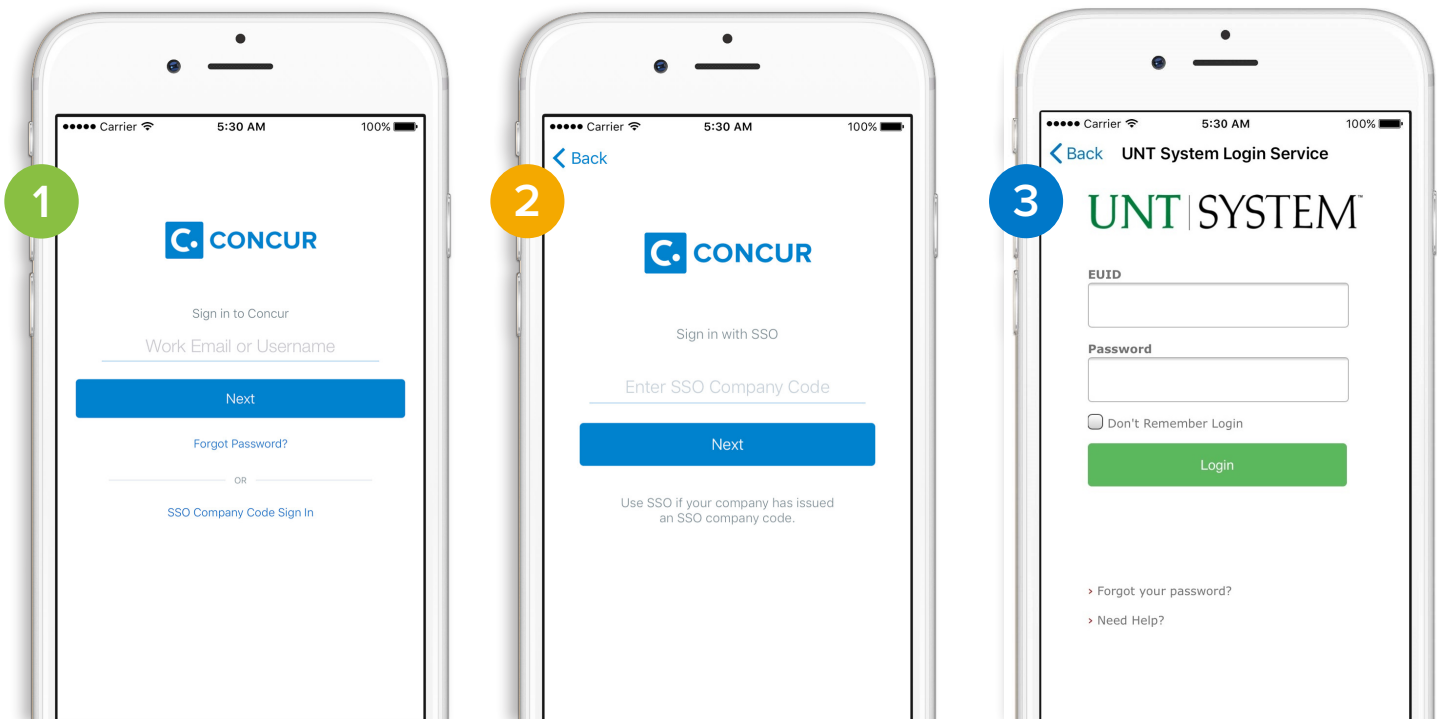 1
●●●●● Carrier 5:30 AM 100%
C. CONCUR
Sign in to Concur
Work Email or Username
Next
Forgot Password?
OR
SSO Company Code Sign In
2
●●●●● Carrier 5:30 AM 100%
Back
C. CONCUR
Sign in with SSO
Enter SSO Company Code
Next
Use SSO if your company has issued
an SSO company code.
3
●●●●● Carrier 5:30 AM 100%
Back UNT System Login Service
UNT | SYSTEM™
EUID
Password
Don't Remember Login
Login
› Forgot your password?
› Need Help?